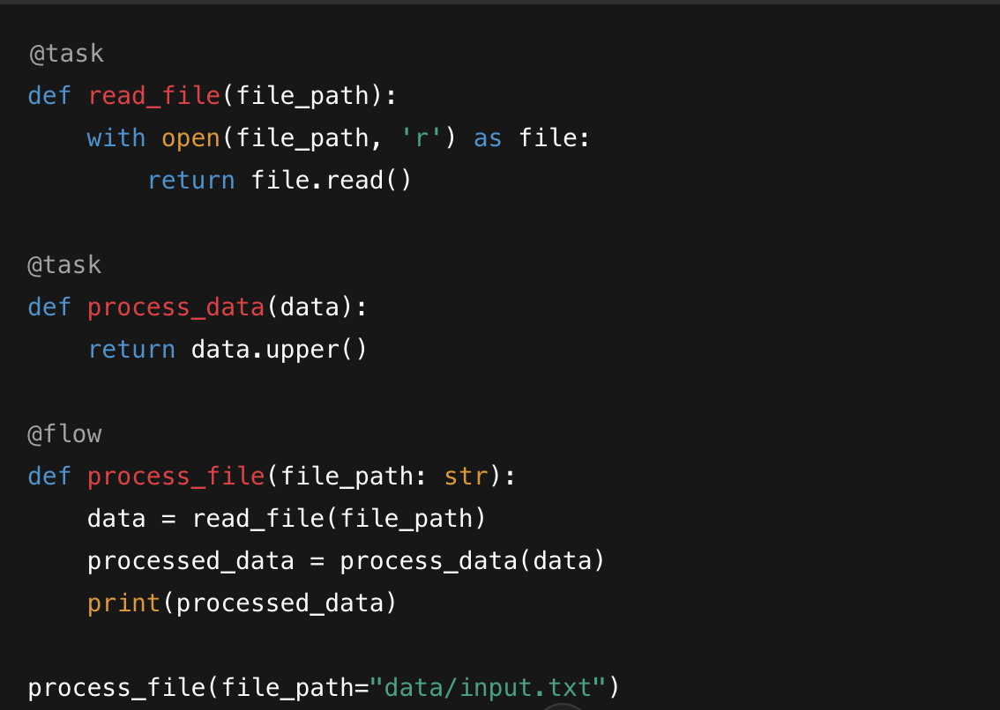 @task
def read_file(file_path):
    with open(file_path, 'r') as file:
        return file.read()

@task
def process_data(data):
    return data.upper()

@flow
def process_file(file_path: str):
    data = read_file(file_path)
    processed_data = process_data(data)
    print(processed_data)

process_file(file_path="data/input.txt")